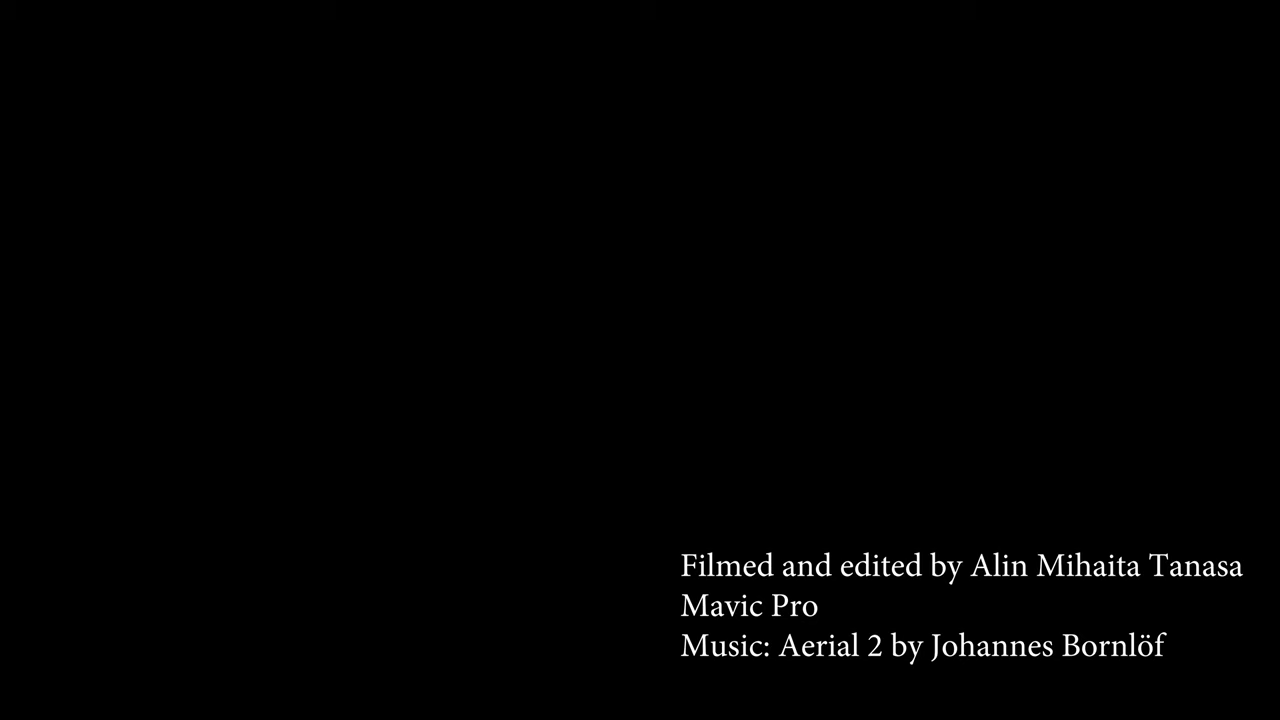 Filmed and edited by Alin Mihaita Tanasa
Mavic Pro
Music: Aerial 2 by Johannes Bornlöf